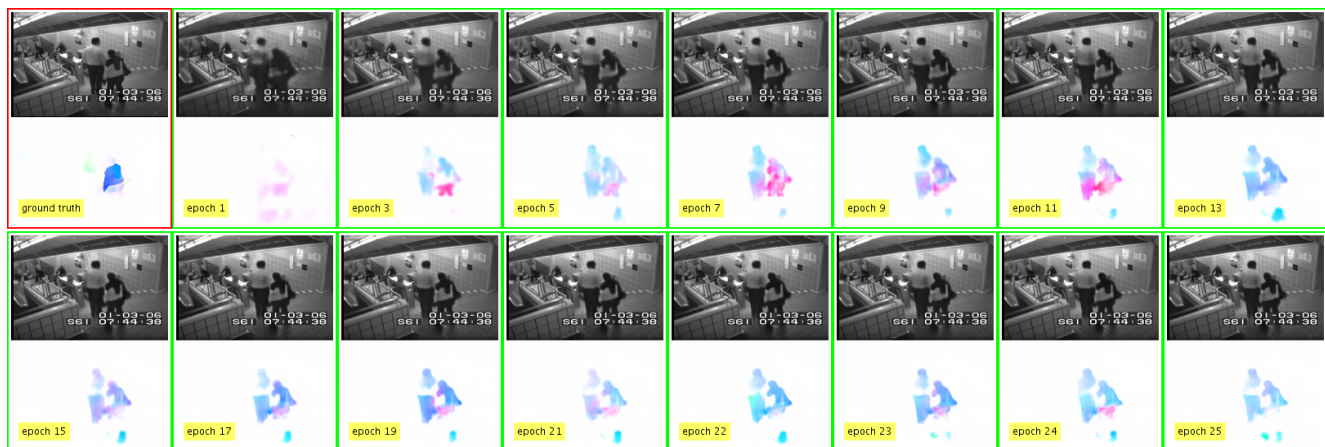 01-03-06
S61 07:44:38
ground truth
01-03-06
S61 07:44:38
epoch 1
01-03-06
S61 07:44:38
epoch 3
01-03-06
S61 07:44:38
epoch 5
01-03-06
S61 07:44:38
epoch 7
01-03-06
S61 07:44:38
epoch 9
01-03-06
S61 07:44:38
epoch 11
01-03-06
S61 07:44:38
epoch 13
01-03-06
S61 07:44:38
epoch 15
01-03-06
S61 07:44:38
epoch 17
01-03-06
S61 07:44:38
epoch 19
01-03-06
S61 07:44:38
epoch 21
01-03-06
S61 07:44:38
epoch 22
01-03-06
S61 07:44:38
epoch 23
01-03-06
S61 07:44:38
epoch 24
01-03-06
S61 07:44:38
epoch 25